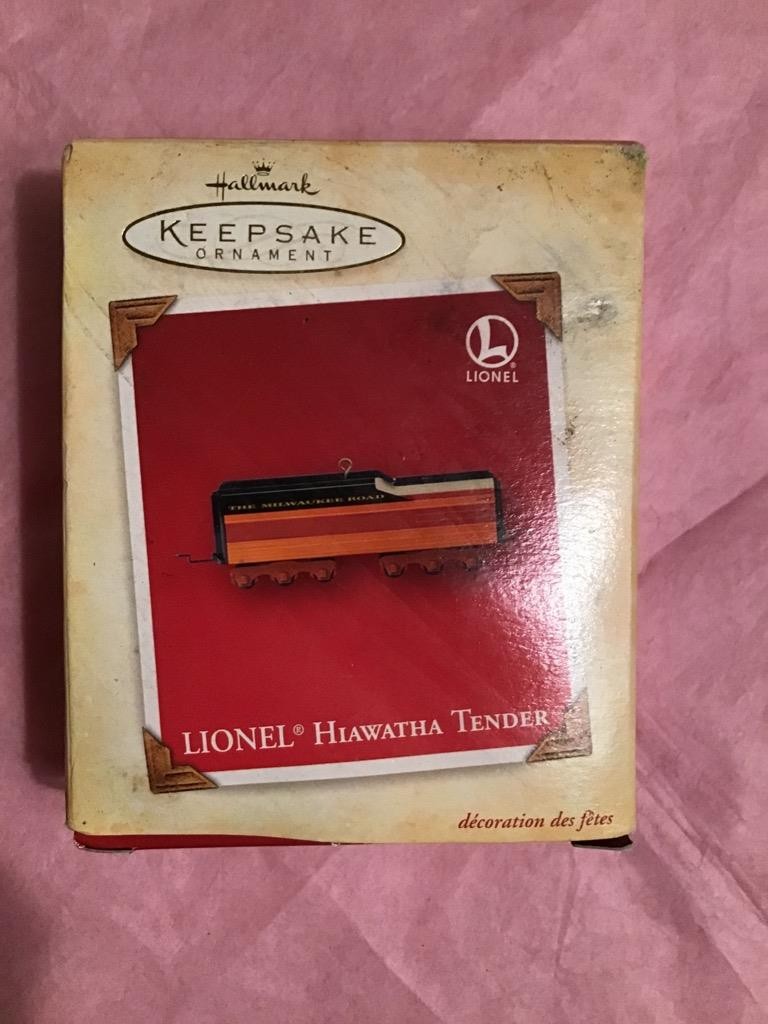 Hallmark
KEEPSAKE
ORNAMENT
L
LIONEL®
THE MILWAUKEE ROAD
LIONEL® HIAWATHA TENDER
décoration des fêtes